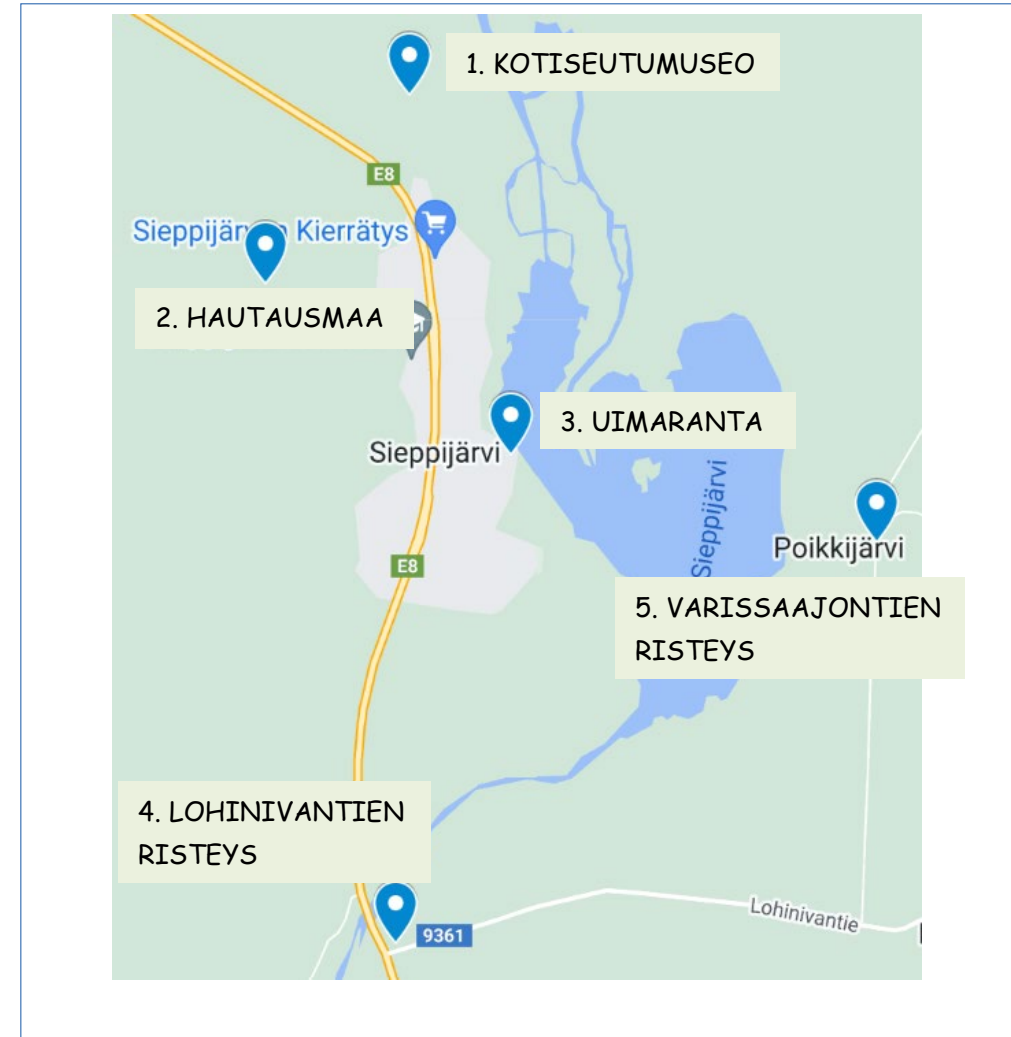 1. KOTISEUTUMUSEO
E8
Sieppijärven Kierrätys
2. HAUTAUSMAA
3. UIMARANTA
Sieppijärvi
Sieppijärvi
Poikkijärvi
E8
5. VARISSAAJONTIEN
RISTEYS
4. LOHINIVANTIEN
RISTEYS
9361
Lohinivantie